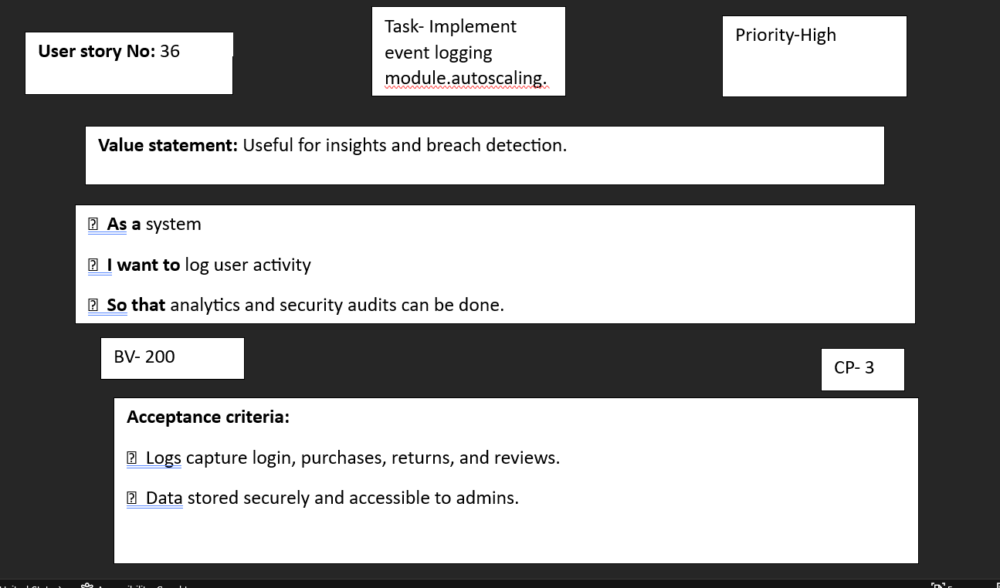 User story No: 36
Task- Implement
event logging
module.autoscaling.
Priority-High
Value statement: Useful for insights and breach detection.
As a system
I want to log user activity
So that analytics and security audits can be done.
BV- 200
CP- 3
Acceptance criteria:
Logs capture login, purchases, returns, and reviews.
Data stored securely and accessible to admins.